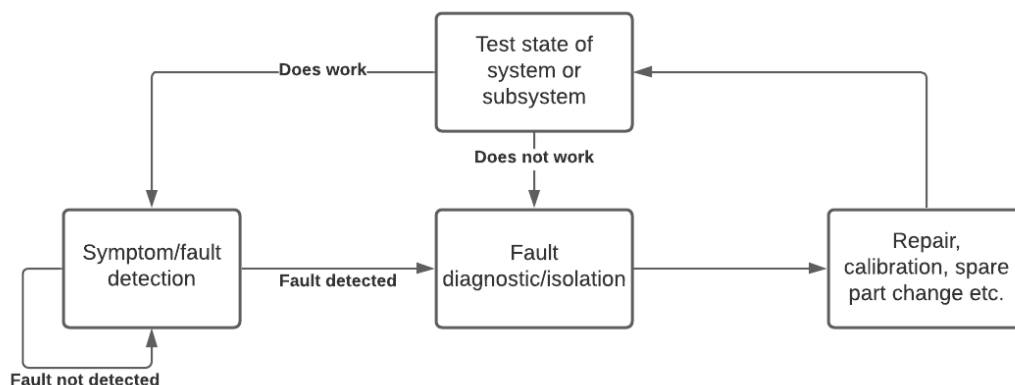 Test state of
system or
subsystem
Does work
Does not work
Symptom/fault
detection
Fault detected
Fault
diagnostic/isolation
Repair,
calibration, spare
part change etc.
Fault not detected